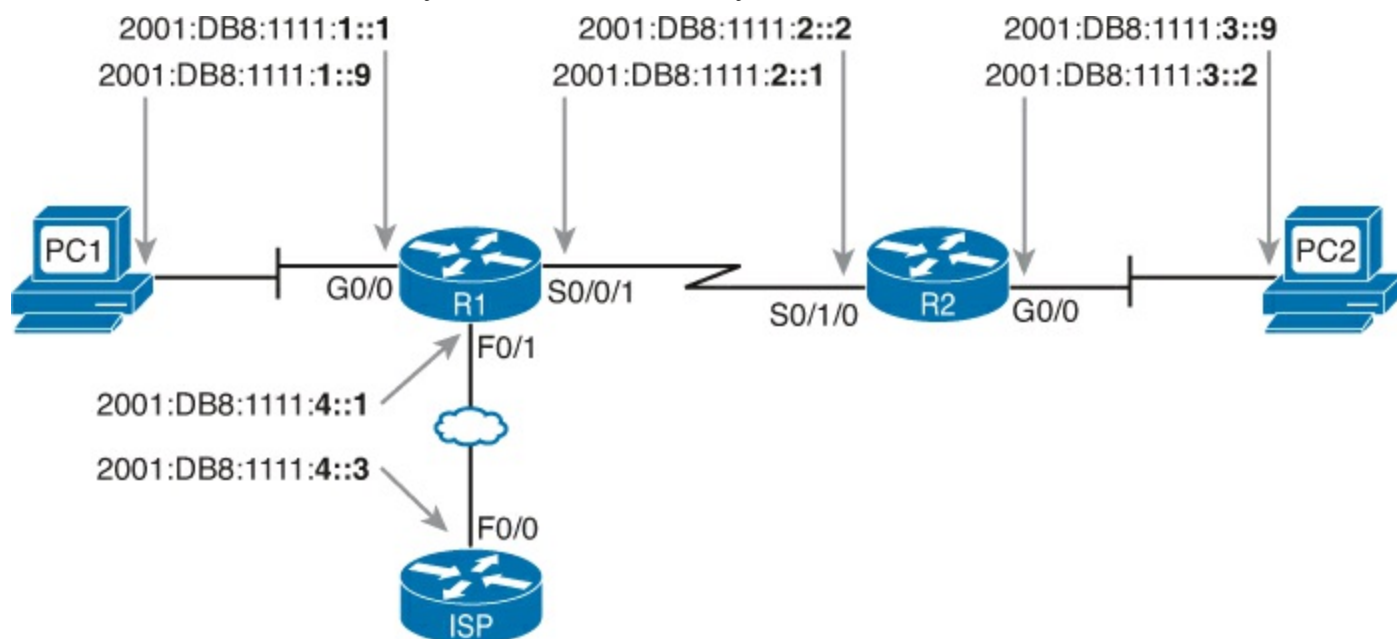 2001:DB8:1111:1::1
2001:DB8:1111:2::2
2001:DB8:1111:3::9
2001:DB8:1111:1::9
2001:DB8:1111:2::1
2001:DB8:1111:3::2
PC1
G0/0
R1
S0/0/1
S0/1/0
R2
G0/0
PC2
F0/1
2001:DB8:1111:4::1
2001:DB8:1111:4::3
F0/0
ISP